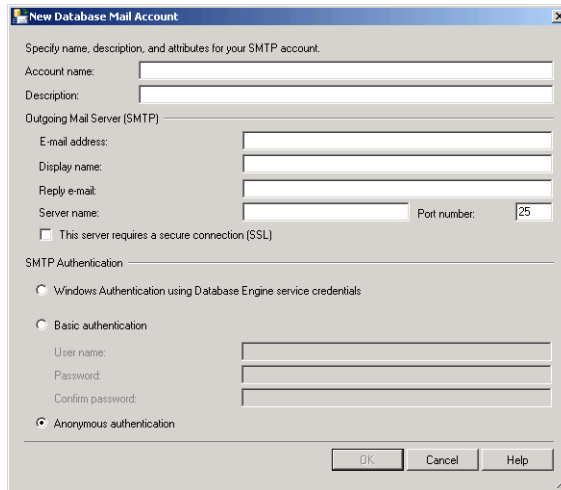 New Database Mail Account
Specify name, description, and attributes for your SMTP account.
Account name:
Description:
Outgoing Mail Server (SMTP)
E-mail address:
Display name:
Reply e-mail:
Server name:
Port number: 25
This server requires a secure connection (SSL)
SMTP Authentication
Windows Authentication using Database Engine service credentials
Basic authentication
User name:
Password:
Confirm password:
Anonymous authentication
OK Cancel Help